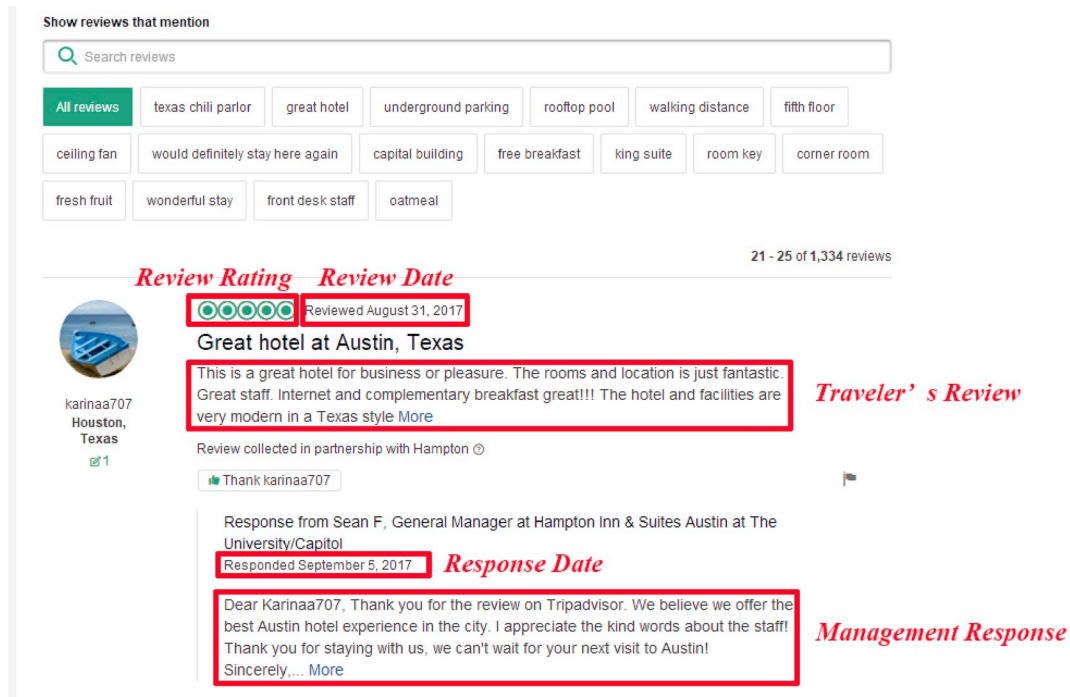 Show reviews that mention
Search reviews
All reviews texas chili parlor great hotel underground parking rooftop pool walking distance fifth floor
ceiling fan would definitely stay here again capital building free breakfast king suite room key corner room
fresh fruit wonderful stay front desk staff oatmeal
21 - 25 of 1,334 reviews
Review Rating Review Date
Reviewed August 31, 2017
Great hotel at Austin, Texas
This is a great hotel for business or pleasure. The rooms and location is just fantastic.
Great staff. Internet and complementary breakfast great!!! The hotel and facilities are
very modern in a Texas style More
Traveler’s Review
karinaa707
Houston,
Texas
1
Review collected in partnership with Hampton
Thank karinaa707
Response from Sean F, General Manager at Hampton Inn & Suites Austin at The
University/Capitol
Responded September 5, 2017 Response Date
Dear Karinaa707, Thank you for the review on Tripadvisor. We believe we offer the
best Austin hotel experience in the city. I appreciate the kind words about the staff!
Thank you for staying with us, we can't wait for your next visit to Austin!
Sincerely,... More
Management Response